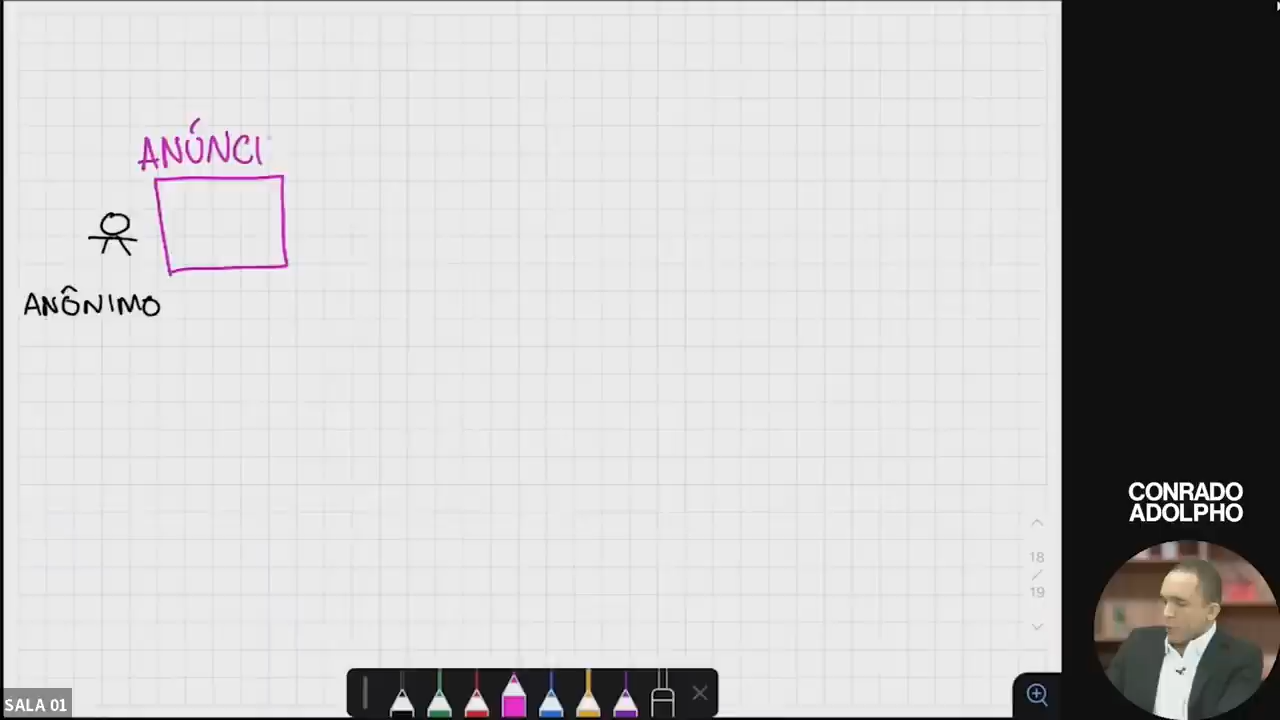 ANÚNCI
ANÔNIMO
CONRADO
ADOLPHO
18
/
19
SALA 01